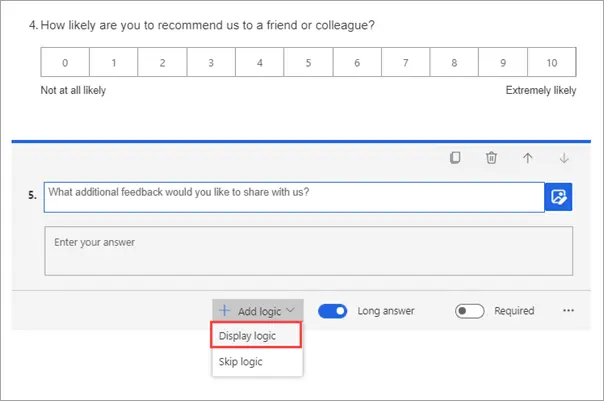 4. How likely are you to recommend us to a friend or colleague?
0 1 2 3 4 5 6 7 8 9 10
Not at all likely Extremely likely
5. What additional feedback would you like to share with us?
Enter your answer
Add logic Long answer Required
Display logic
Skip logic